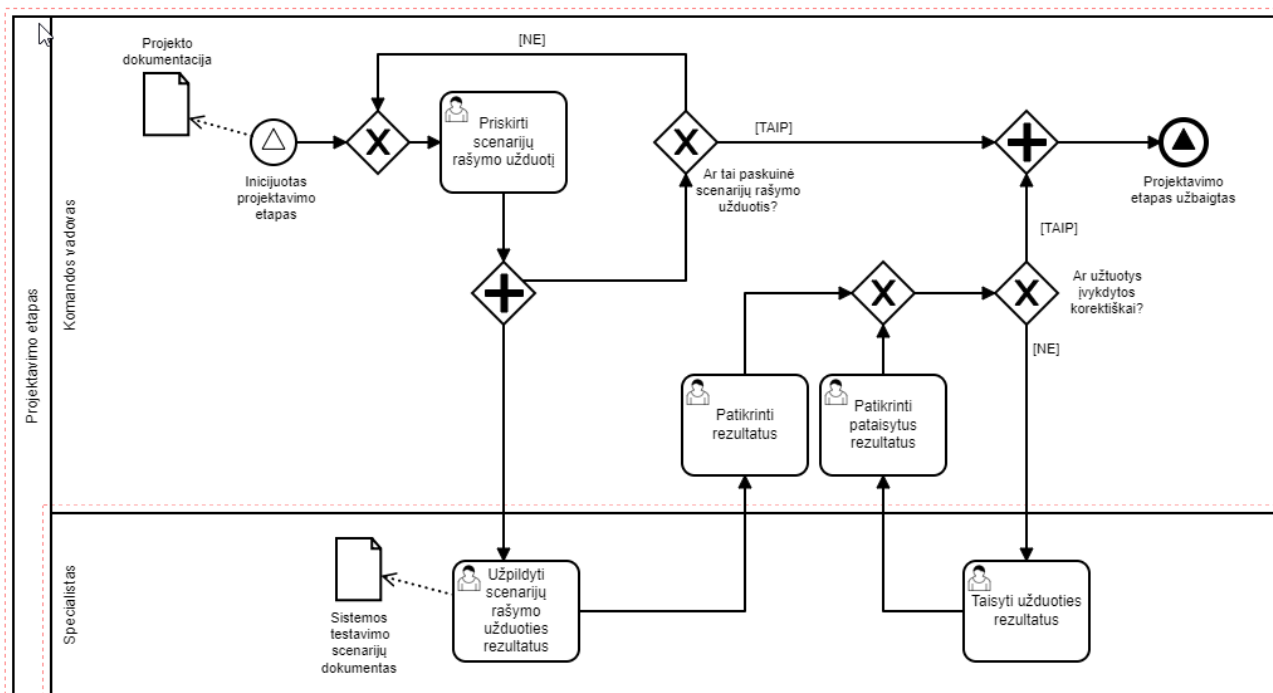 Projektavimo etapas
Komandos vadovas
Projekto
dokumentacija
Inicijuotas
projektavimo
etapas
[NE]
Priskirti
scenarijų
rašymo užduotį
[TAIP]
Ar tai paskuinė
scenarijų rašymo
užduotis?
Projektavimo
etapas užbaigtas
[TAIP]
Ar užtuotys
įvykdytos
korektiškai?
[NE]
Patikrinti
rezultatus
Patikrinti
pataisytus
rezultatus
Specialistas
Sistemos
testavimo
scenarijų
dokumentas
Užpildyti
scenarijų
rašymo
užduoties
rezultatus
Taisyti užduoties
rezultatus